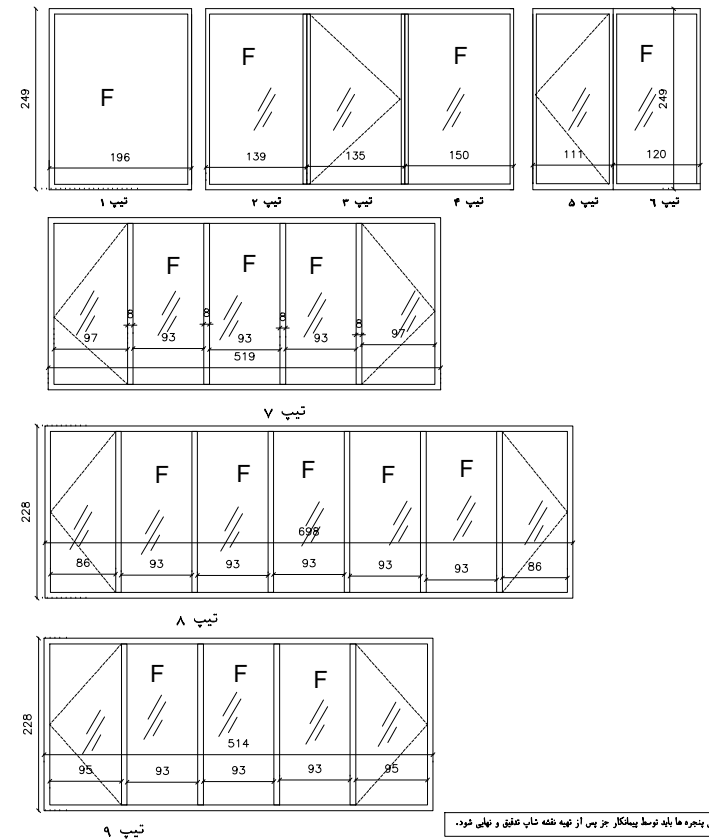 F F F F
249 249
196 139 135 150 111 120
تیپ ۱ تیپ ۲ تیپ ۳ تیپ ۴ تیپ ۵ تیپ ٦
F F F
8 8 8 8
97 93 93 93 97
519
تیپ ۷
F F F F F
228
698
86 93 93 93 93 93 86
تیپ ۸
F F F
228
514
95 93 93 93 95
تیپ ۹
پنجره ها باید توسط پیمانکار جز پس از تهیه نقشه شاپ تدقیق و نهایی شود.